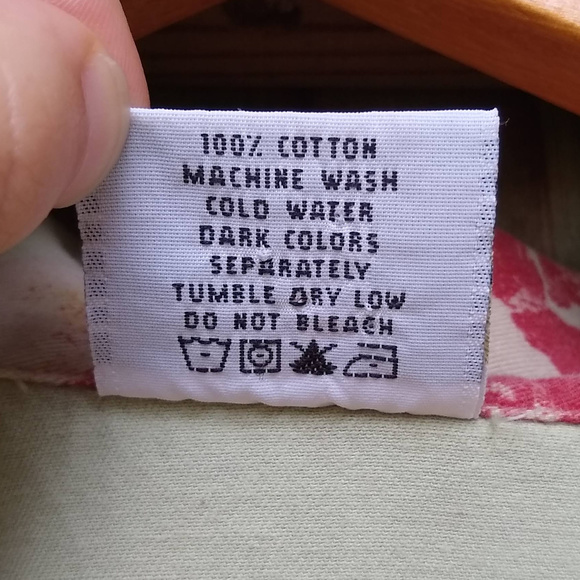 100% COTTON
MACHINE WASH
COLD WATER
DARK COLORS
SEPARATELY
TUMBLE DRY LOW
DO NOT BLEACH